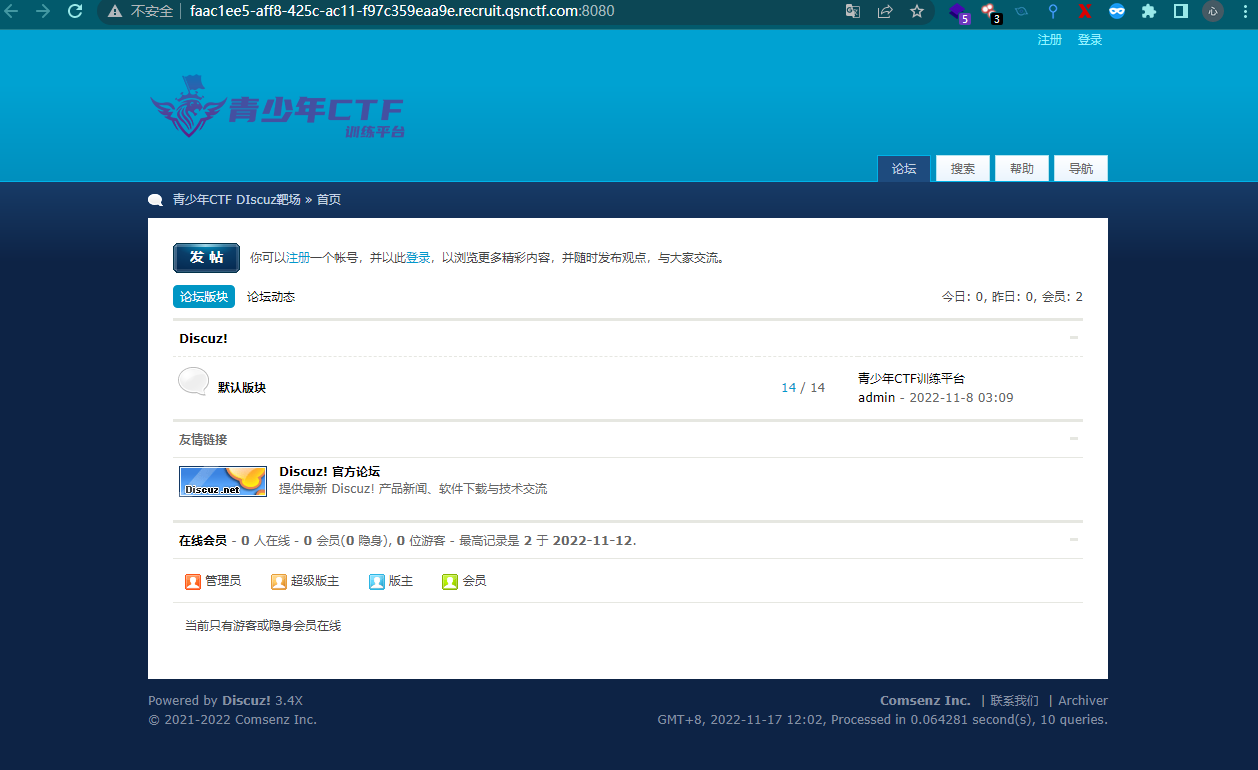 不安全 faac1ee5-aff8-425c-ac11-f97c359eaa9e.recruit.qsnctf.com:8080
5
3
注册 登录
青少年CTF
训练平台
论坛 搜索 帮助 导航
青少年CTF DIscuz靶场 » 首页
发 帖 你可以注册一个帐号，并以此登录，以浏览更多精彩内容，并随时发布观点，与大家交流。
论坛版块 论坛动态 今日: 0, 昨日: 0, 会员: 2
Discuz!
默认版块 14 / 14 青少年CTF训练平台
admin - 2022-11-8 03:09
友情链接
Discuz! 官方论坛
Discuz.net 提供最新 Discuz! 产品新闻、软件下载与技术交流
在线会员 - 0 人在线 - 0 会员(0 隐身), 0 位游客 - 最高记录是 2 于 2022-11-12.
管理员 超级版主 版主 会员
当前只有游客或隐身会员在线
Powered by Discuz! 3.4X Comsenz Inc. | 联系我们 | Archiver
© 2021-2022 Comsenz Inc. GMT+8, 2022-11-17 12:02, Processed in 0.064281 second(s), 10 queries.